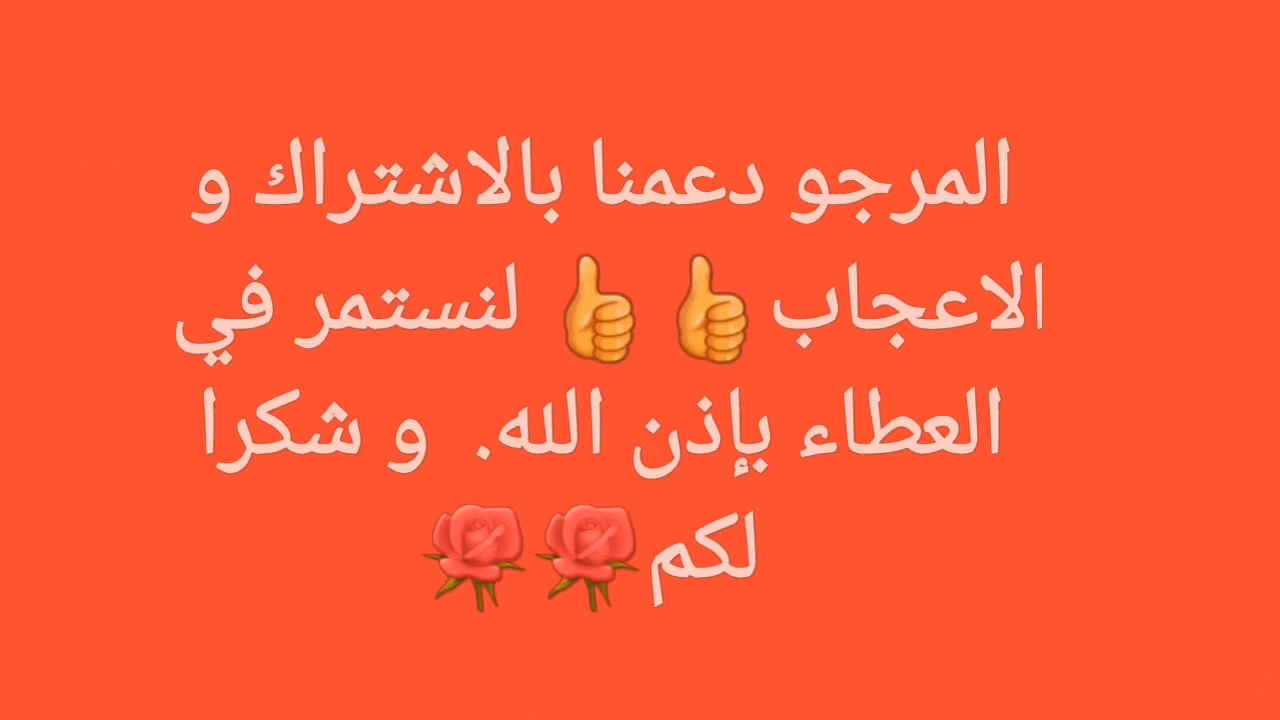 المرجو دعمنا بالاشتراك و
الاعجاب👍👍 لنستمر في
العطاء بإذن الله. و شكرا
لكم🌹🌹